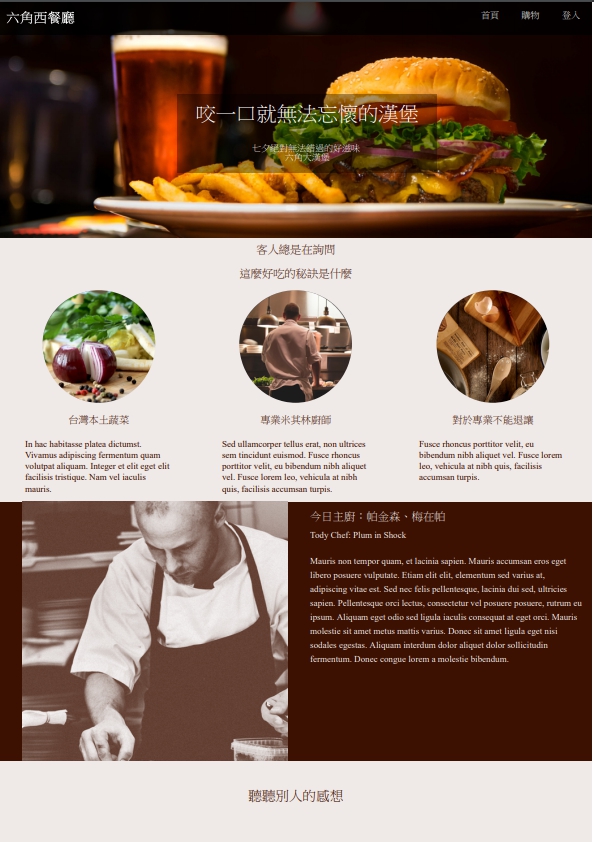 六角西餐廳
首頁 購物 登入
咬一口就無法忘懷的漢堡
七夕絕對無法錯過的好滋味
六角大漢堡
客人總是在詢問
這麼好吃的秘訣是什麼
台灣本土蔬菜
In hac habitasse platea dictumst.
Vivamus adipiscing fermentum quam
volutpat aliquam. Integer et elit eget elit
facilisis tristique. Nam vel iaculis
mauris.
專業米其林廚師
Sed ullamcorper tellus erat, non ultrices
sem tincidunt euismod. Fusce rhoncus
porttitor velit, eu bibendum nibh aliquet
vel. Fusce lorem leo, vehicula at nibh
quis, facilisis accumsan turpis.
對於專業不能退讓
Fusce rhoncus porttitor velit, eu
bibendum nibh aliquet vel. Fusce lorem
leo, vehicula at nibh quis, facilisis
accumsan turpis.
今日主廚：帕金森、梅在帕
Tody Chef: Plum in Shock
Mauris non tempor quam, et lacinia sapien. Mauris accumsan eros eget
libero posuere vulputate. Etiam elit elit, elementum sed varius at,
adipiscing vitae est. Sed nec felis pellentesque, lacinia dui sed, ultricies
sapien. Pellentesque orci lectus, consectetur vel posuere posuere, rutrum eu
ipsum. Aliquam eget odio sed ligula iaculis consequat at eget orci. Mauris
molestie sit amet metus mattis varius. Donec sit amet ligula eget nisi
sodales egestas. Aliquam interdum dolor aliquet dolor sollicitudin
fermentum. Donec congue lorem a molestie bibendum.
聽聽別人的感想